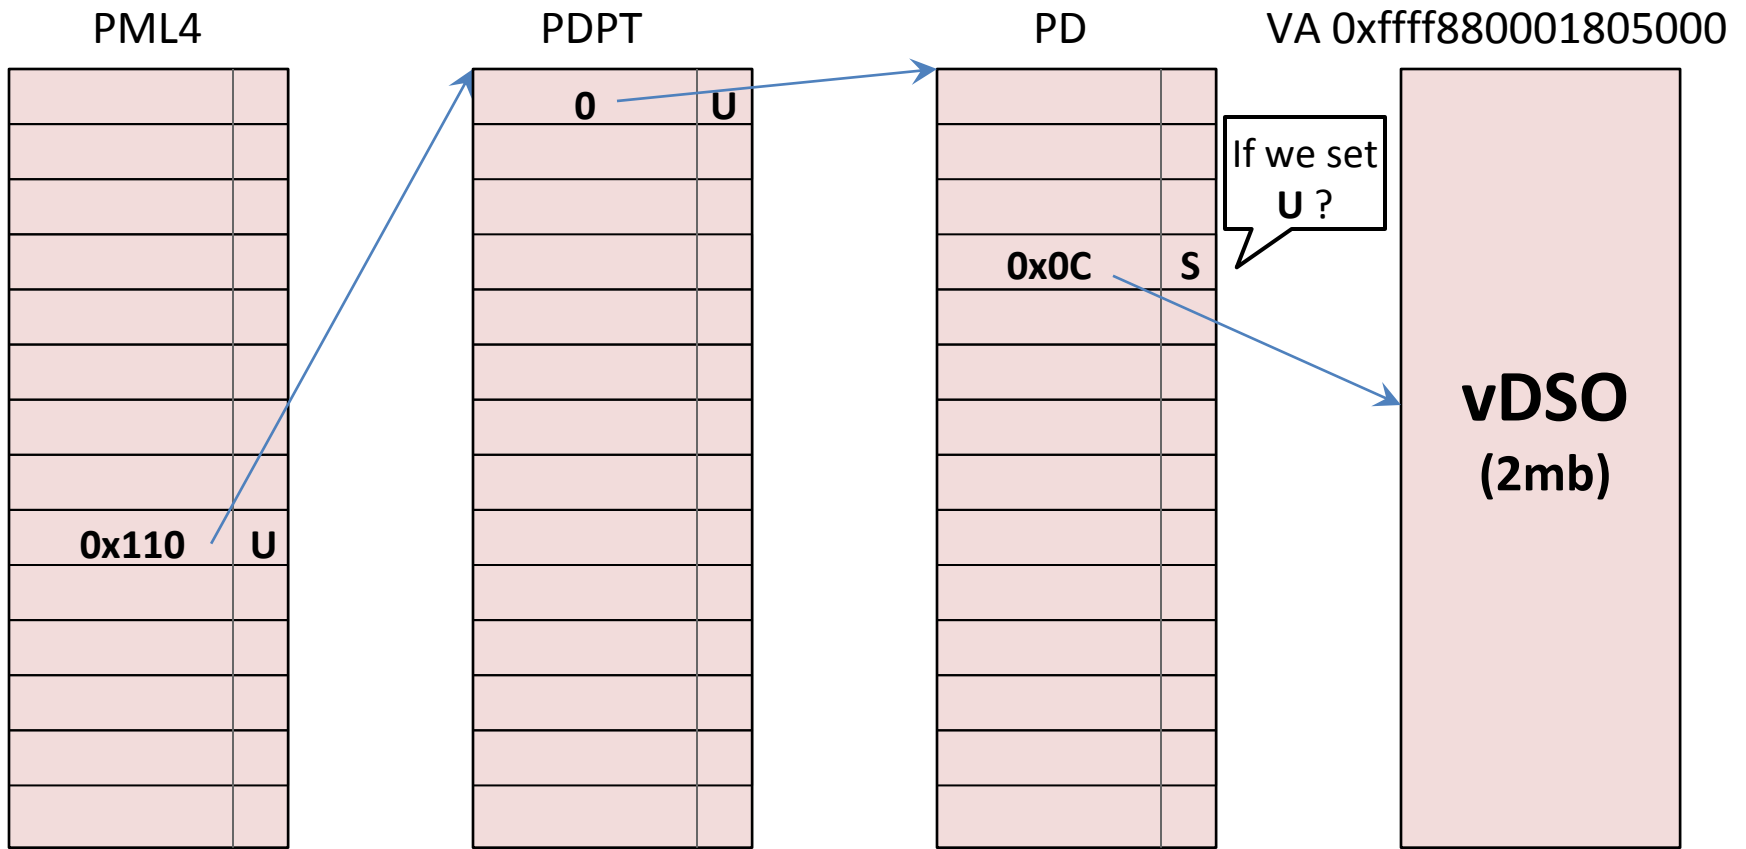 PML4
PDPT
PD
VA 0xffff880001805000
0
U
If we set
U ?
0x0C
S
vDSO
(2mb)
0x110
U